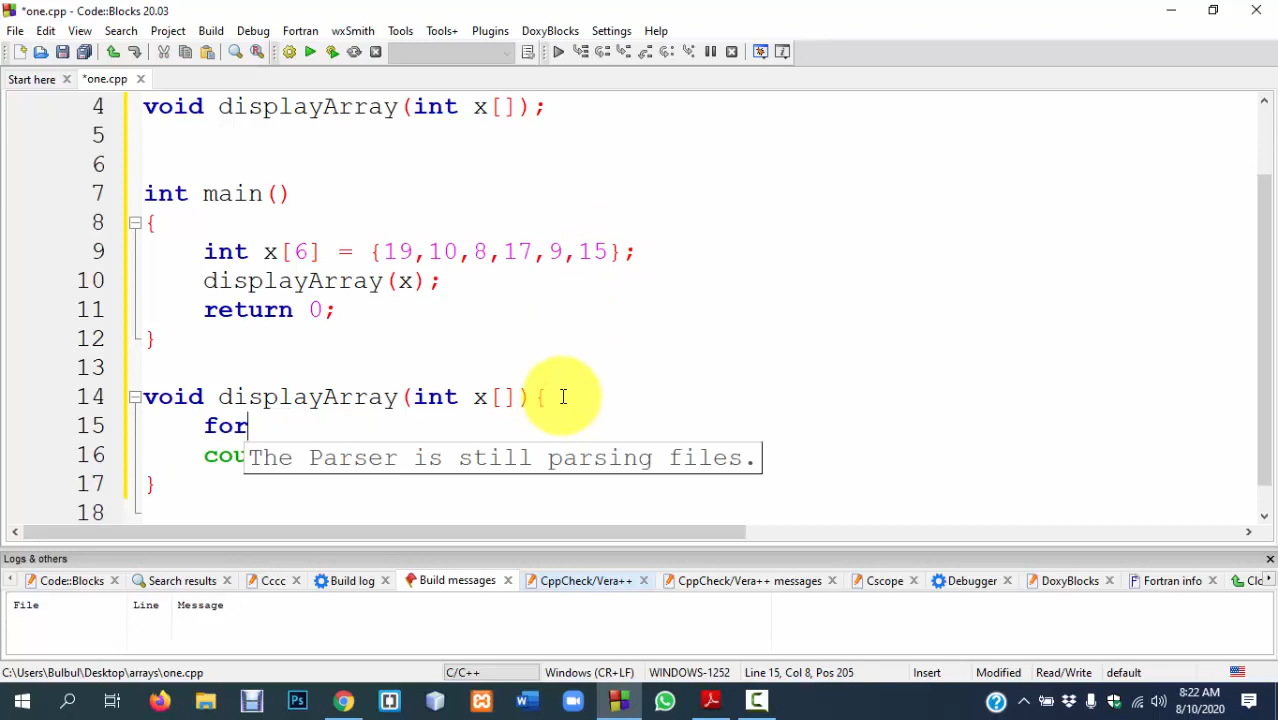 *one.cpp - Code::Blocks 20.03
File Edit View Search Project Build Debug Fortran wxSmith Tools Tools+ Plugins DoxyBlocks Settings Help
Start here *one.cpp
4 void displayArray(int x[]);
5
6
7 int main()
8 {
9 int x[6] = {19,10,8,17,9,15};
10 displayArray(x);
11 return 0;
12 }
13
14 void displayArray(int x[]){
15 for
16 cou
The Parser is still parsing files.
17 }
18
Logs & others
Code::Blocks Search results Cccc Build log Build messages CppCheck/Vera++ CppCheck/Vera++ messages Cscope Debugger DoxyBlocks Fortran info Clo
File Line Message
C:\Users\Bulbul\Desktop\arrays\one.cpp C/C++ Windows (CR+LF) WINDOWS-1252 Line 15, Col 8, Pos 205 Insert Modified Read/Write default
8:22 AM
8/10/2020